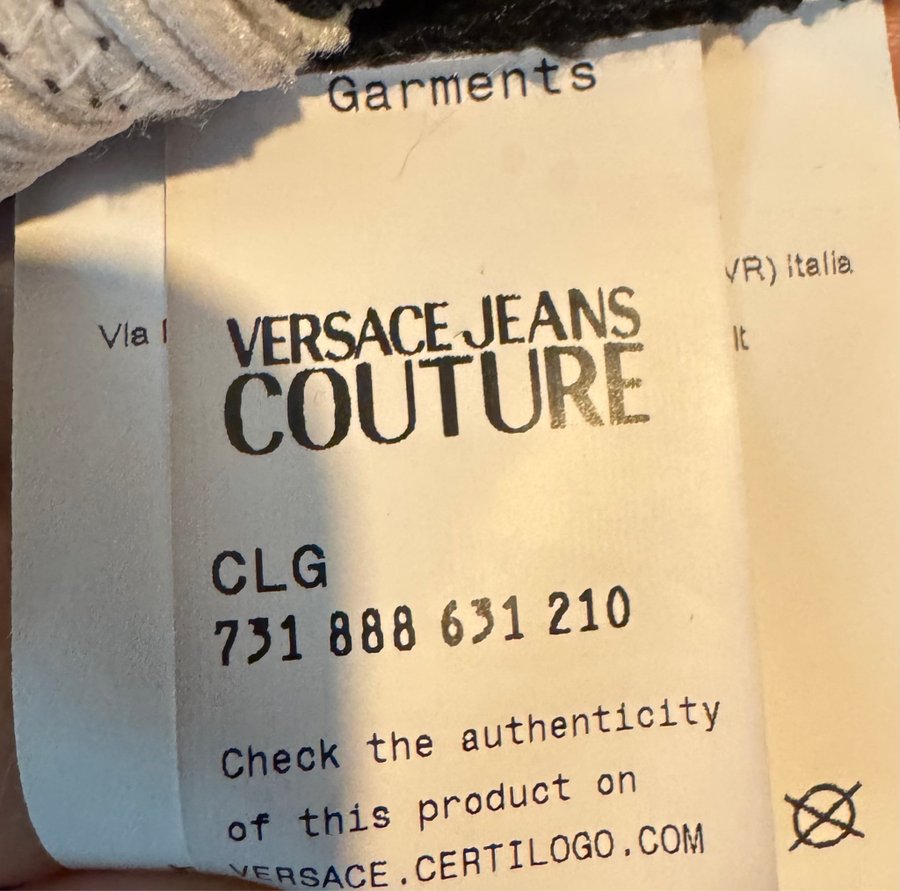 Garments
VERSACE JEANS
COUTURE
CLG
731 888 631 210
Check the authenticity
of this product on
VERSACE.CERTILOGO.COM
Via
VR) Italia